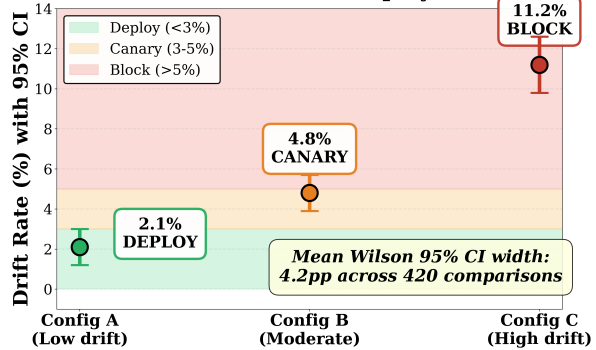 Drift Rate (%) with 95% CI
14
12
10
8
6
4
2
0
Deploy (<3%)
Canary (3-5%)
Block (>5%)
11.2%
BLOCK
4.8%
CANARY
2.1%
DEPLOY
Mean Wilson 95% CI width:
4.2pp across 420 comparisons
Config A
(Low drift)
Config B
(Moderate)
Config C
(High drift)